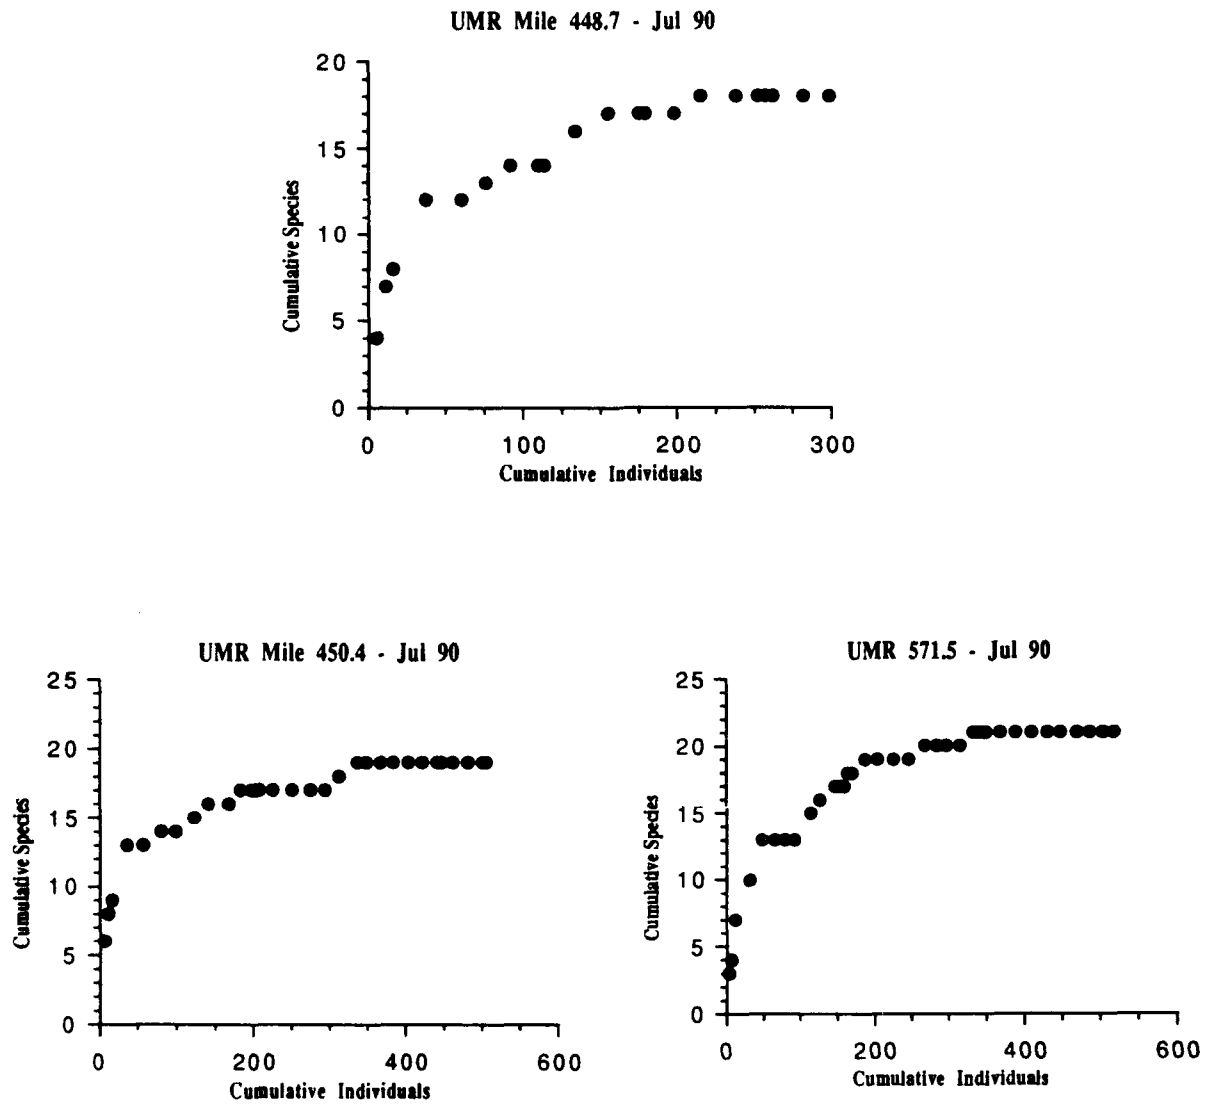 UMR Mile 448.7 - Jul 90
20
15
10
5
0
Cumulative Species
0 100 200 300
Cumulative Individuals
UMR Mile 450.4 - Jul 90
25
20
15
10
5
0
Cumulative Species
0 200 400 600
Cumulative Individuals
UMR 571.5 - Jul 90
25
20
15
10
5
0
Cumulative Species
0 200 400 600
Cumulative Individuals